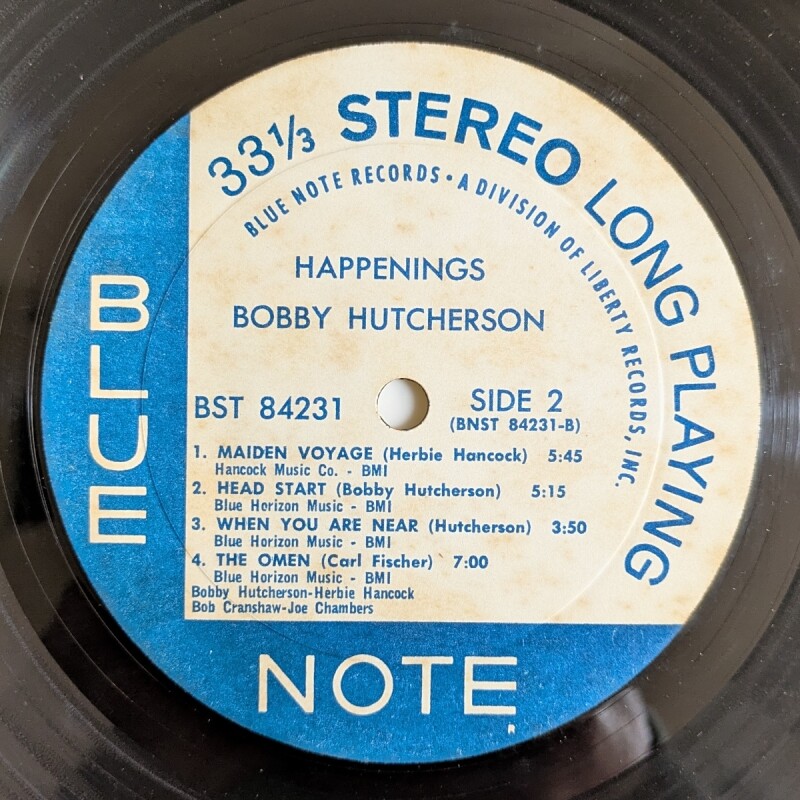 33⅓ STEREO LONG PLAYING
BLUE NOTE RECORDS • A DIVISION OF LIBERTY RECORDS, INC.
HAPPENINGS
BOBBY HUTCHERSON
BST 84231
SIDE 2
(BNST 84231-B)
1. MAIDEN VOYAGE (Herbie Hancock) 5:45
Hancock Music Co. - BMI
2. HEAD START (Bobby Hutcherson) 5:15
Blue Horizon Music - BMI
3. WHEN YOU ARE NEAR (Hutcherson) 3:50
Blue Horizon Music - BMI
4. THE OMEN (Carl Fischer) 7:00
Blue Horizon Music - BMI
Bobby Hutcherson-Herbie Hancock
Bob Cranshaw-Joe Chambers
BLUE
NOTE
R